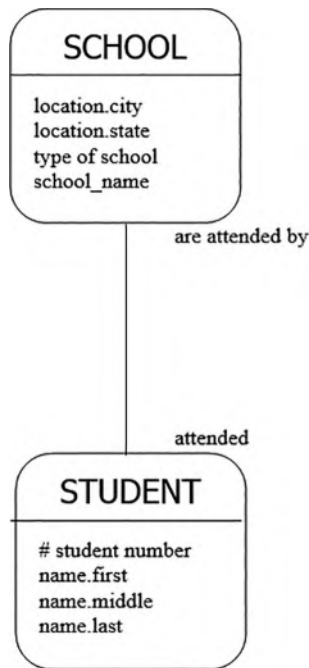 SCHOOL
location.city
location.state
type of school
school_name
are attended by
attended
STUDENT
# student number
name.first
name.middle
name.last